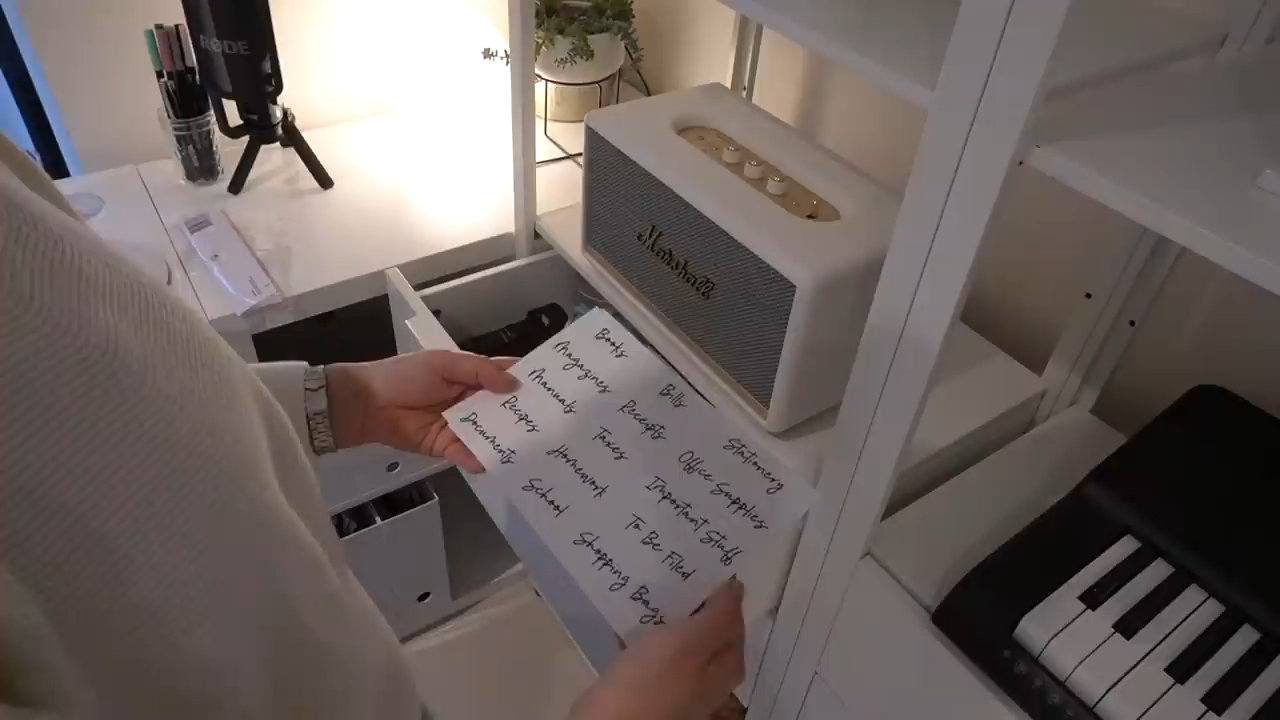 RØDE
Marshall
Books
Magazines
Manuals
Recipes
Documents
Bills
Receipts
Taxes
Homework
School
Stationery
Office Supplies
Important Stuff
To Be Filed
Shopping Bags